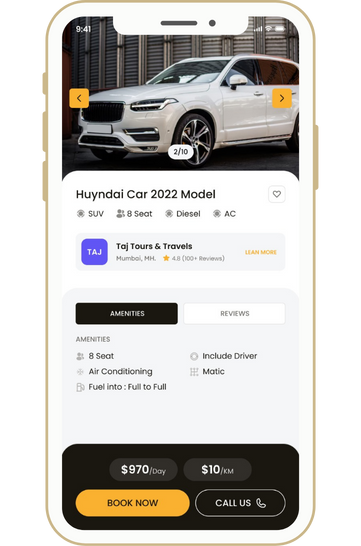 9:41
2/10
Huyndai Car 2022 Model
SUV 8 Seat Diesel AC
TAJ
Taj Tours & Travels
Mumbai, MH. 4.8 (100+ Reviews)
LEAN MORE
AMENITIES REVIEWS
AMENITIES
8 Seat Include Driver
Air Conditioning Matic
Fuel into : Full to Full
$970/Day $10/KM
BOOK NOW CALL US